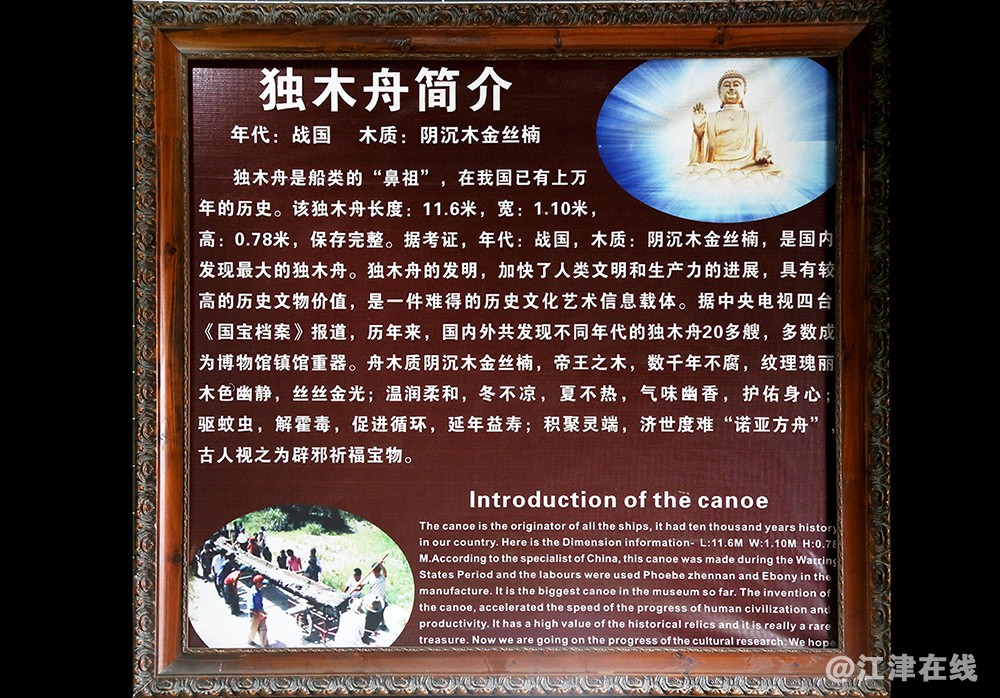 独木舟简介
年代：战国 木质：阴沉木金丝楠
独木舟是船类的“鼻祖”，在我国已有上万
年的历史。该独木舟长度：11.6米，宽：1.10米，
高：0.78米，保存完整。据考证，年代：战国，木质：阴沉木金丝楠，是国内
发现最大的独木舟。独木舟的发明，加快了人类文明和生产力的进展，具有较
高的历史文物价值，是一件难得的历史文化艺术信息载体。据中央电视四台
《国宝档案》报道，历年来，国内外共发现不同年代的独木舟20多艘，多数成
为博物馆镇馆重器。舟木质阴沉木金丝楠，帝王之木，数千年不腐，纹理瑰丽
木色幽静，丝丝金光；温润柔和，冬不凉，夏不热，气味幽香，护佑身心；
驱蚊虫，解霍毒，促进循环，延年益寿；积聚灵端，济世度难“诺亚方舟”，
古人视之为辟邪祈福宝物。
Introduction of the canoe
The canoe is the originator of all the ships, it had ten thousand years history
in our country. Here is the Dimension information- L:11.6M W:1.10M H:0.78
M.According to the specialist of China, this canoe was made during the Warring
States Period and the labours were used Phoebe zhennan and Ebony in the
manufacture. It is the biggest canoe in the museum so far. The invention of
the canoe, accelerated the speed of the progress of human civilization and
productivity. It has a high value of the historical relics and it is really a rare
treasure. Now we are going on the progress of the cultural research. We hope
@江津在线